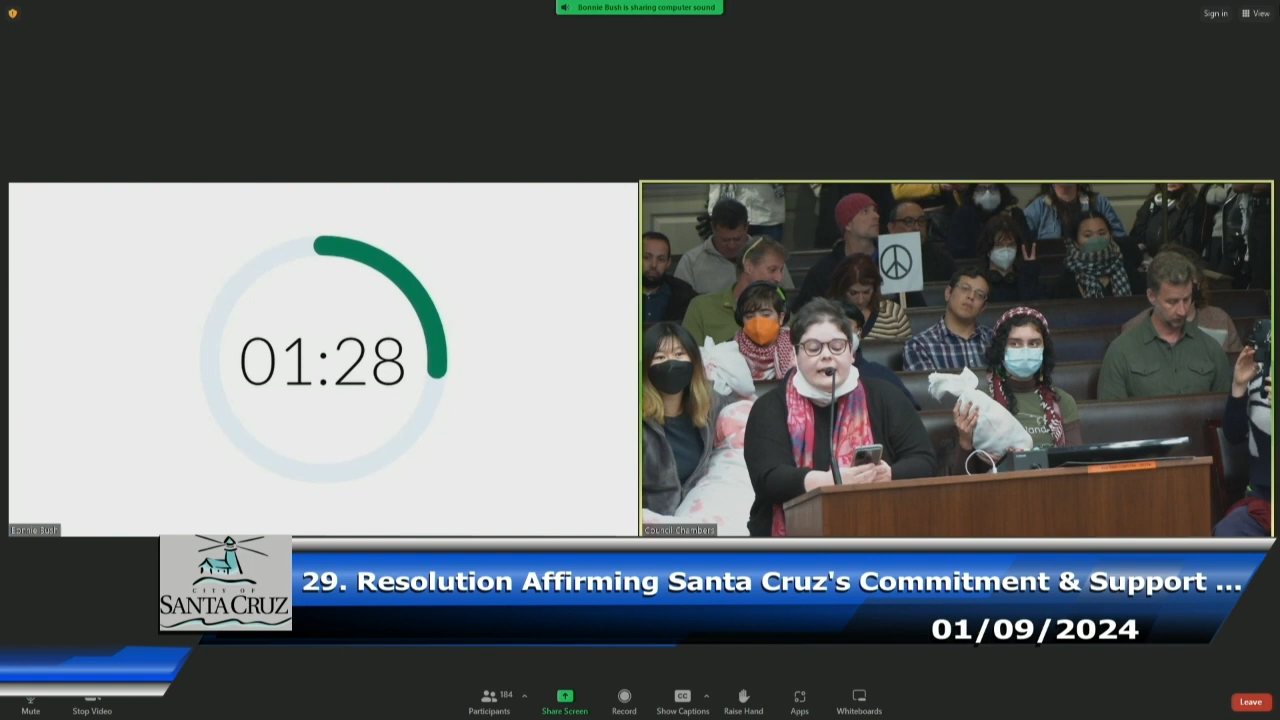 Bonnie Bush is sharing computer sound
Sign in
View
01:28
Bonnie Bush
Council Chambers
CITY OF
SANTA CRUZ
29. Resolution Affirming Santa Cruz's Commitment & Support ...
01/09/2024
Mute
Stop Video
Participants
184
Share Screen
Record
CC
Show Captions
Raise Hand
Apps
Whiteboards
Leave